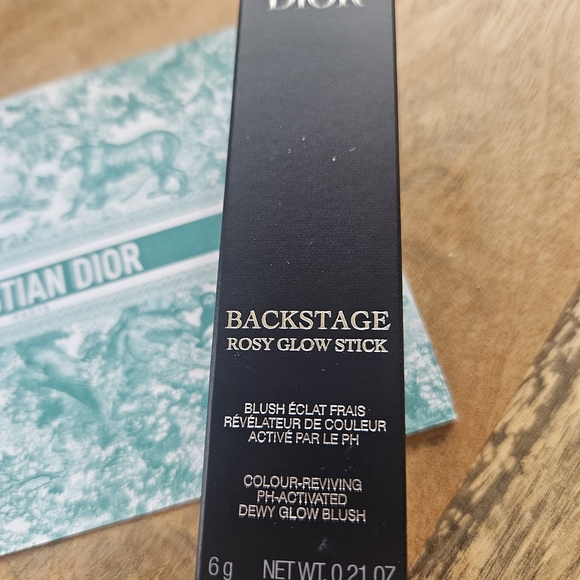 DIOR
STIAN DIOR
BACKSTAGE
ROSY GLOW STICK
BLUSH ÉCLAT FRAIS
RÉVÉLATEUR DE COULEUR
ACTIVÉ PAR LE PH
COLOUR-REVIVING
PH-ACTIVATED
DEWY GLOW BLUSH
6 g NET WT. 0.21 OZ